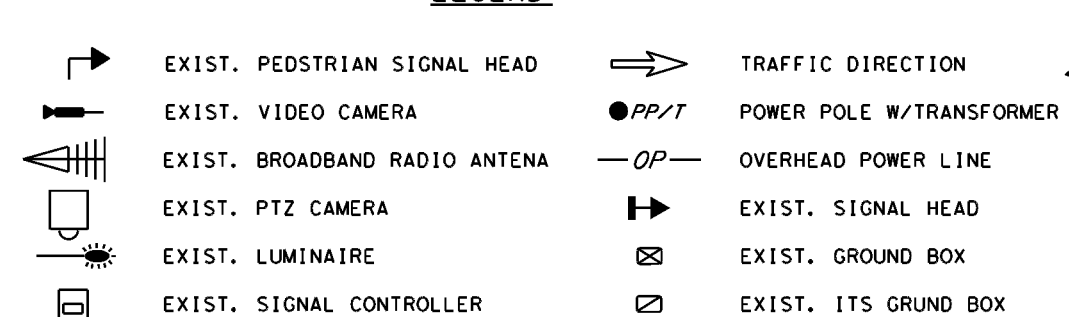 EXIST. PEDSTRIAN SIGNAL HEAD
EXIST. VIDEO CAMERA
EXIST. BROADBAND RADIO ANTENA
EXIST. PTZ CAMERA
EXIST. LUMINAIRE
EXIST. SIGNAL CONTROLLER
TRAFFIC DIRECTION
PP/T POWER POLE W/TRANSFORMER
OP OVERHEAD POWER LINE
EXIST. SIGNAL HEAD
EXIST. GROUND BOX
EXIST. ITS GRUND BOX